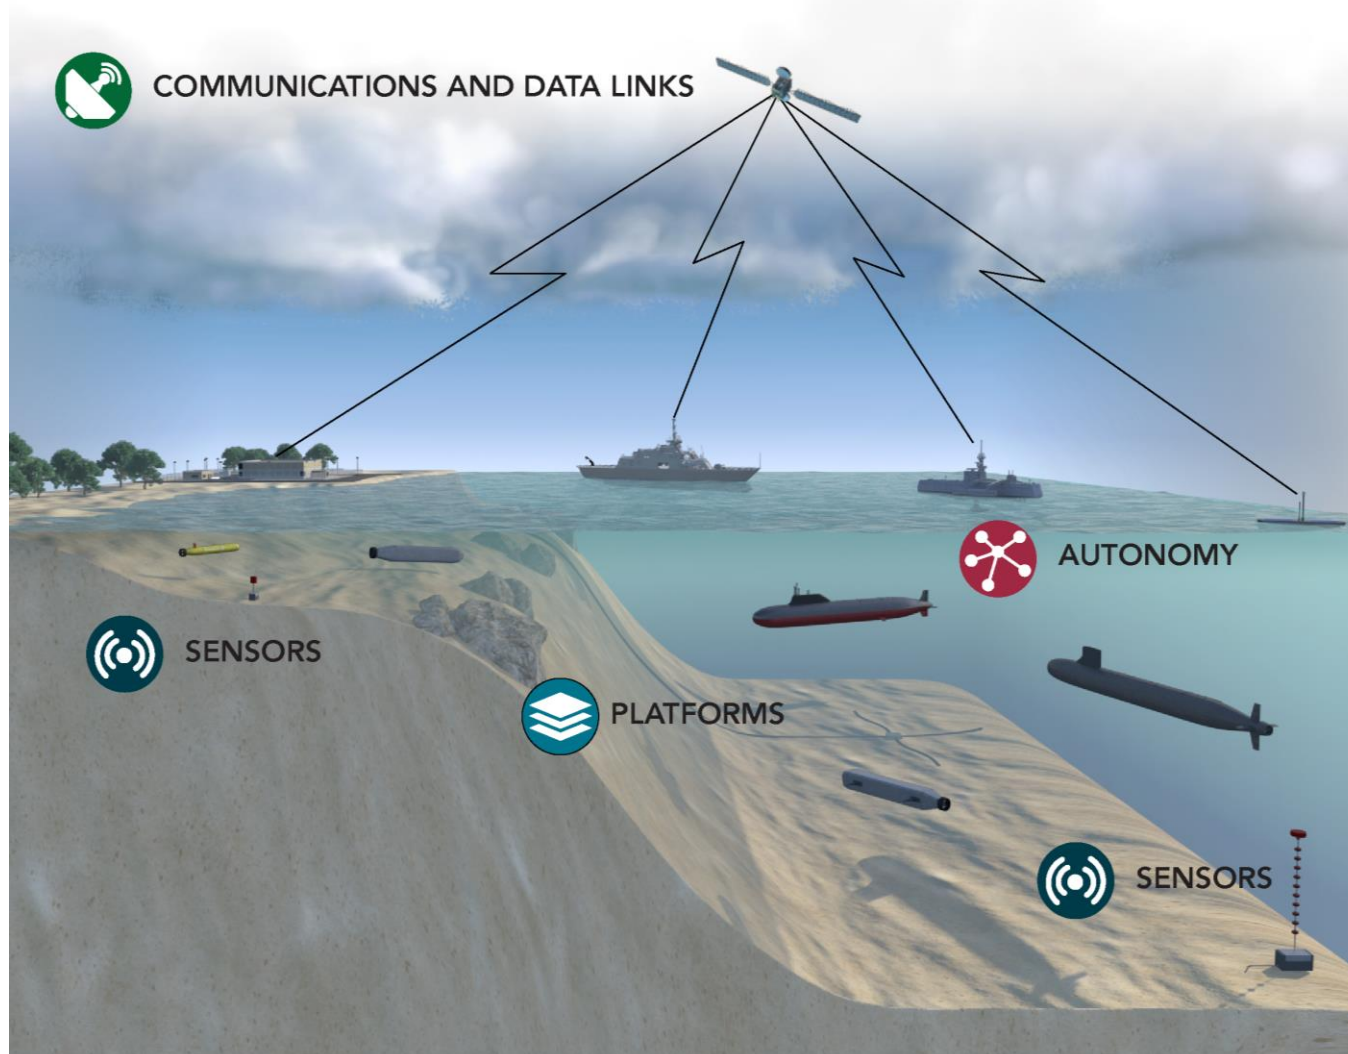 COMMUNICATIONS AND DATA LINKS
AUTONOMY
SENSORS
PLATFORMS
SENSORS